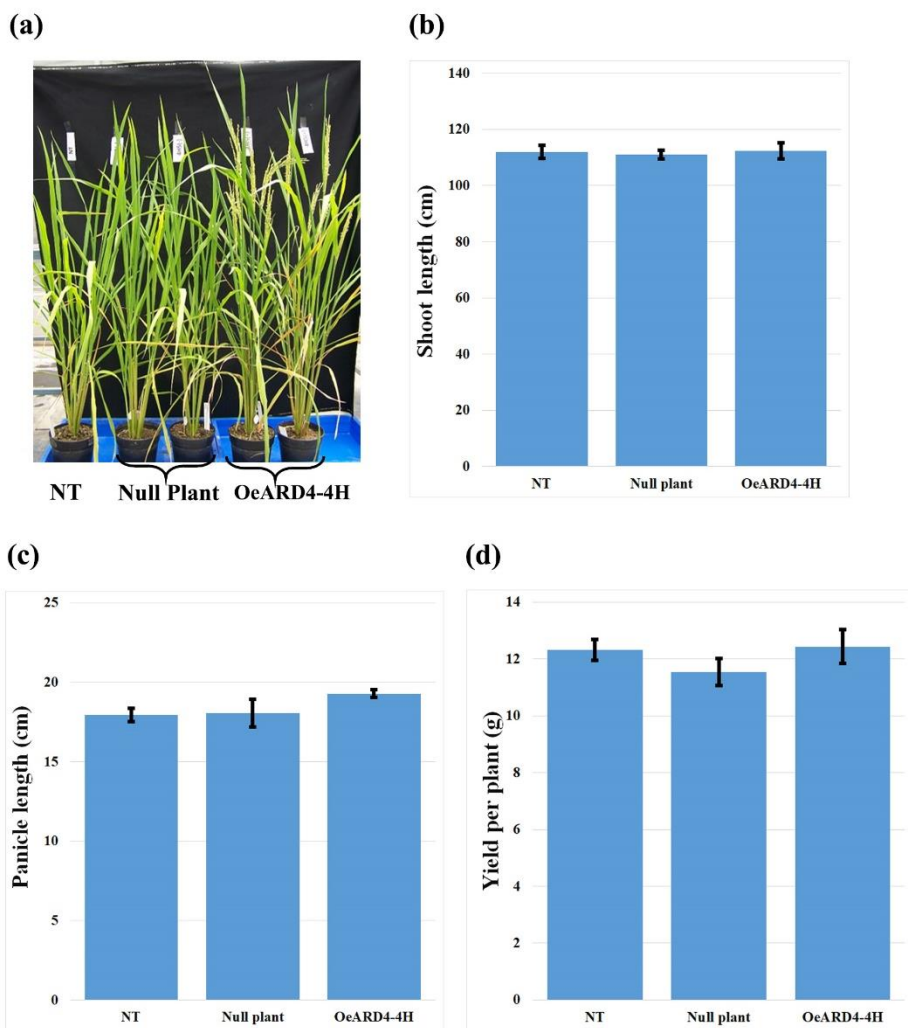 (a)
NT
Null Plant
OeARD4-4H
(b)
140
120
100
80
60
40
20
0
Shoot length (cm)
NT
Null plant
OeARD4-4H
(c)
25
20
15
10
5
0
Panicle length (cm)
NT
Null plant
OeARD4-4H
(d)
14
12
10
8
6
4
2
0
Yield per plant (g)
NT
Null plant
OeARD4-4H